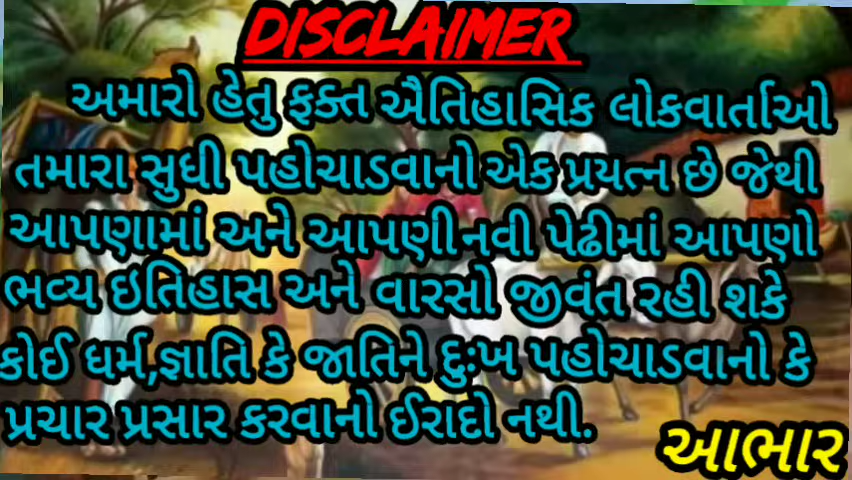 DISCLAIMER
અમારો હેતુ ફક્ત ઐતિહાસિક લોકવાર્તાઓ
તમારા સુધી પહોચાડવાનો એક પ્રયત્ન છે જેથી
આપણામાં અને આપણી નવી પેઢીમાં આપણો
ભવ્ય ઇતિહાસ અને વારસો જીવંત રહી શકે
કોઈ ધર્મ,જ્ઞાતિ કે જાતિને દુઃખ પહોચાડવાનો કે
પ્રચાર પ્રસાર કરવાનો ઈરાદો નથી.
આભાર